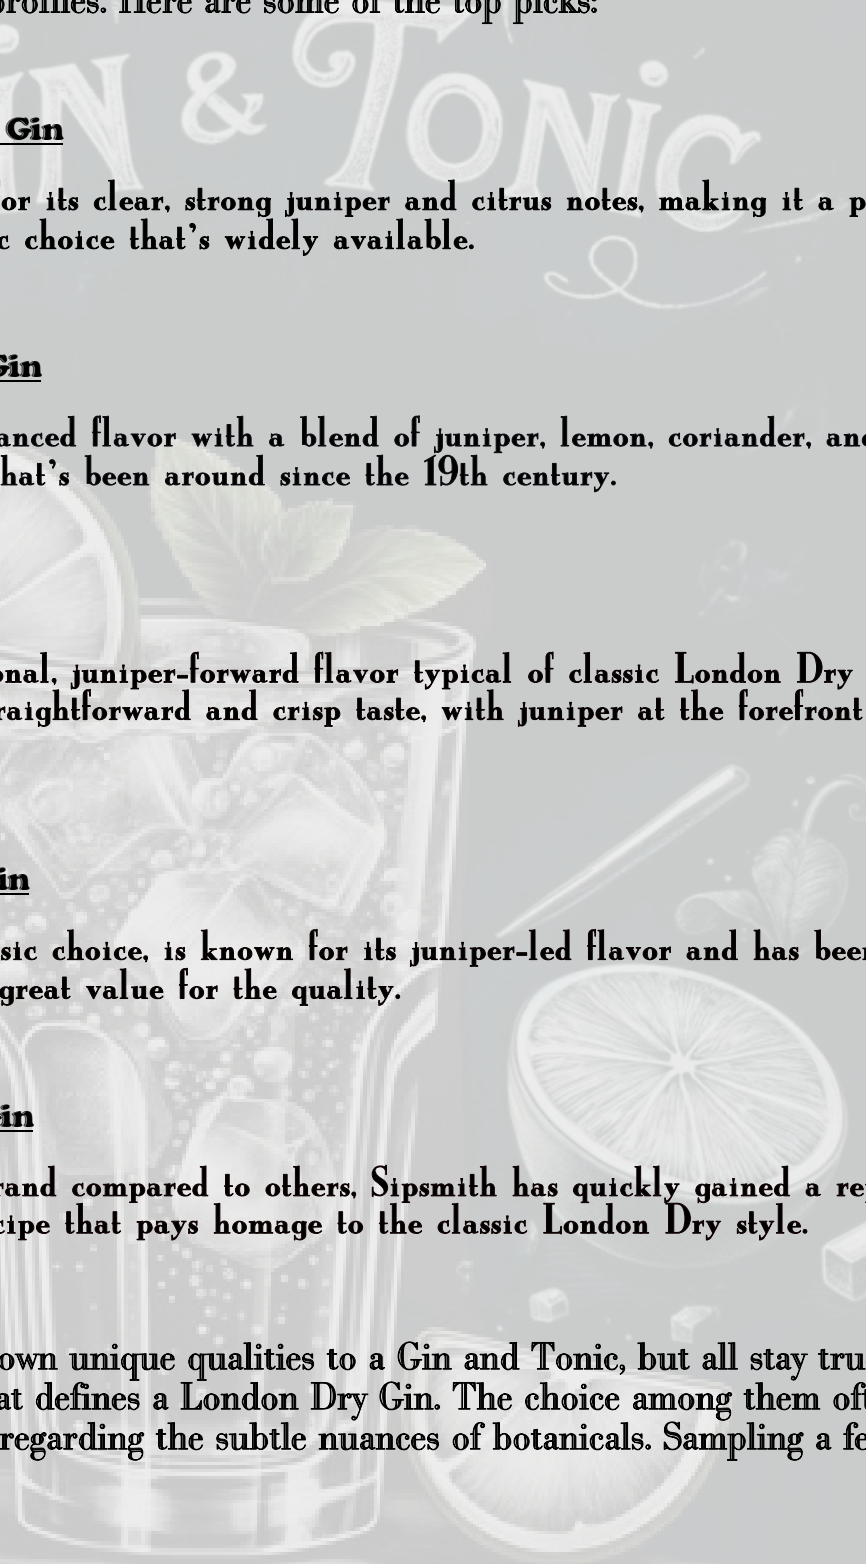 Here are some of the top picks:
IN & TONIC
Gin
or its clear, strong juniper and citrus notes, making it a p
c choice that's widely available.
Gin
anced flavor with a blend of juniper, lemon, coriander, and
hat's been around since the 19th century.
onal, juniper-forward flavor typical of classic London Dry
raightforward and crisp taste, with juniper at the forefront
in
sic choice, is known for its juniper-led flavor and has been
great value for the quality.
in
rand compared to others, Sipsmith has quickly gained a re
cipe that pays homage to the classic London Dry style.
own unique qualities to a Gin and Tonic, but all stay tru
at defines a London Dry Gin. The choice among them oft
regarding the subtle nuances of botanicals. Sampling a fe